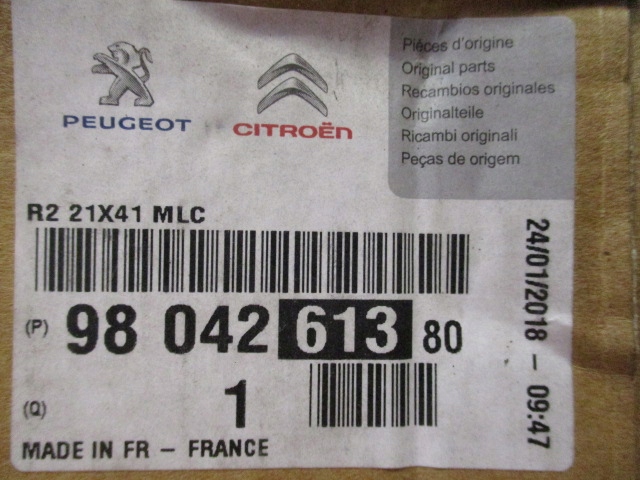 PEUGEOT
CITROËN
Pièces d'origine
Original parts
Recambios originales
Originalteile
Ricambi originali
Peças de origem
R2 21X41 MLC
(P) 98 042 613 80
(Q) 1
MADE IN FR - FRANCE
24/01/2018 - 09:47